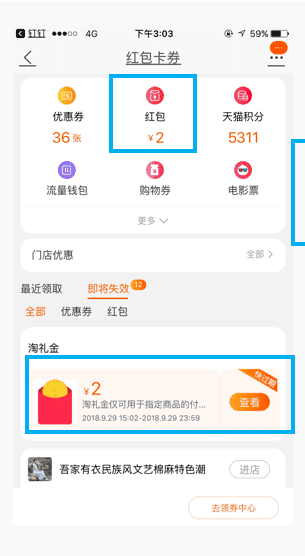 钉钉 4G 下午3:03 59%
红包卡券
优惠券 红包 天猫积分
36张 ¥2 5311
流量钱包 购物券 电影票
更多
门店优惠 全部
最近领取 即将失效 12
全部 优惠券 红包
淘礼金
¥2 快过期
淘礼金仅可用于指定商品的付... 查看
2018.9.29 15:02-2018.9.29 23:59
吾家有衣民族风文艺棉麻特色潮 进店
去领券中心